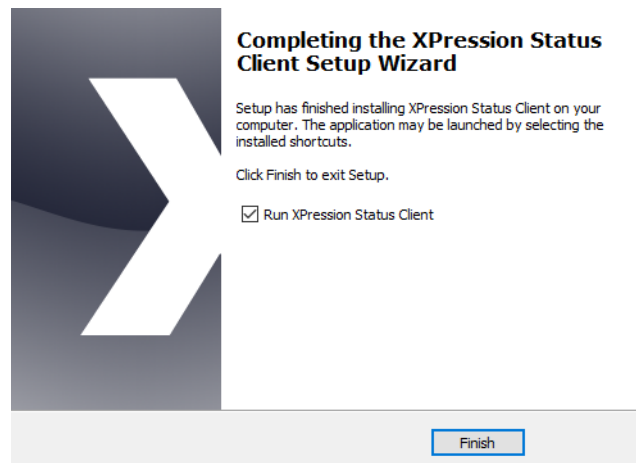 Completing the XPression Status
Client Setup Wizard
Setup has finished installing XPression Status Client on your
computer. The application may be launched by selecting the
installed shortcuts.
Click Finish to exit Setup.
Run XPression Status Client
Finish